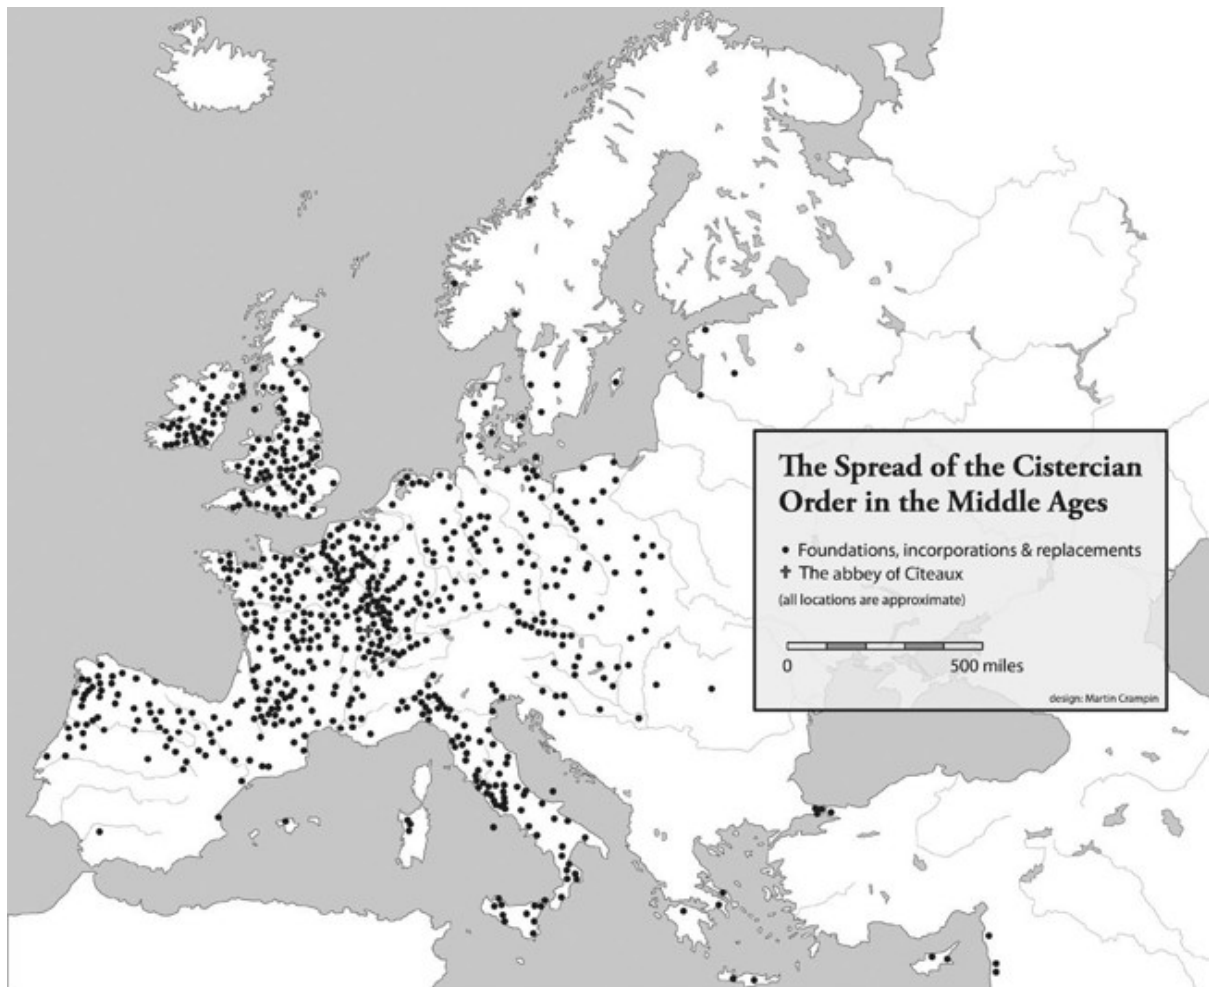 The Spread of the Cistercian
Order in the Middle Ages
Foundations, incorporations & replacements
The abbey of Cîteaux
(all locations are approximate)
0 500 miles
design: Martin Crampin